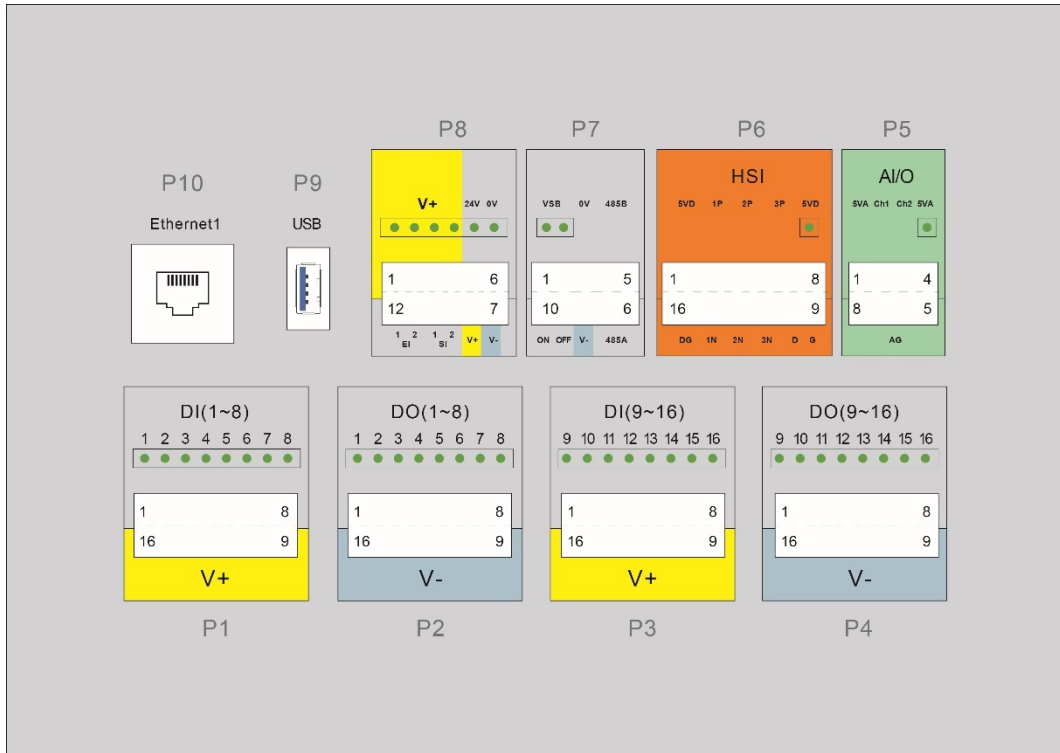 P8 P7 P6 P5
P10 P9
Ethernet1 USB
V+ 24V 0V
1 6
12 7
1 2 1 2 V+ V-
EI SI
VSB 0V 485B
1 5
10 6
ON OFF V- 485A
HSI
5VD 1P 2P 3P 5VD
1 8
16 9
DG 1N 2N 3N D G
AI/O
5VA Ch1 Ch2 5VA
1 4
8 5
AG
DI(1~8)
1 2 3 4 5 6 7 8
1 8
16 9
V+
P1
DO(1~8)
1 2 3 4 5 6 7 8
1 8
16 9
V-
P2
DI(9~16)
9 10 11 12 13 14 15 16
1 8
16 9
V+
P3
DO(9~16)
9 10 11 12 13 14 15 16
1 8
16 9
V-
P4